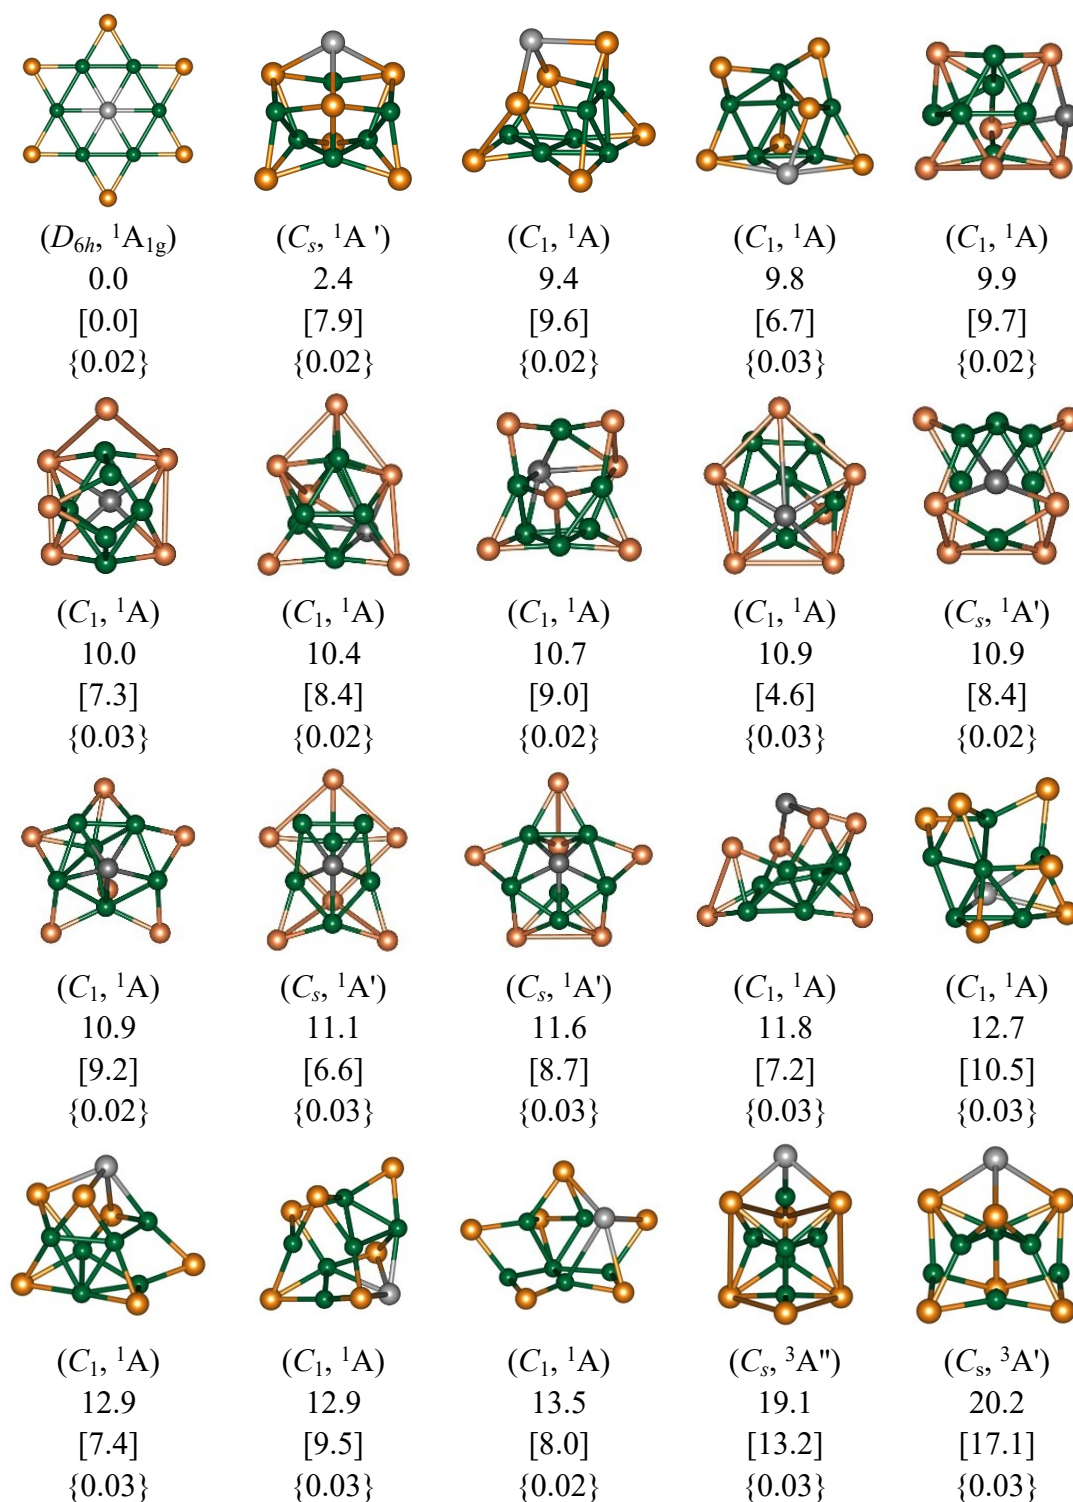 (D₆ₕ, ¹A₁g) (Cₛ, ¹A ') (C₁, ¹A) (C₁, ¹A) (C₁, ¹A)
0.0 2.4 9.4 9.8 9.9
[0.0] [7.9] [9.6] [6.7] [9.7]
{0.02} {0.02} {0.02} {0.03} {0.02}
(C₁, ¹A) (C₁, ¹A) (C₁, ¹A) (C₁, ¹A) (Cₛ, ¹A')
10.0 10.4 10.7 10.9 10.9
[7.3] [8.4] [9.0] [4.6] [8.4]
{0.03} {0.02} {0.02} {0.03} {0.02}
(C₁, ¹A) (Cₛ, ¹A') (Cₛ, ¹A') (C₁, ¹A) (C₁, ¹A)
10.9 11.1 11.6 11.8 12.7
[9.2] [6.6] [8.7] [7.2] [10.5]
{0.02} {0.03} {0.03} {0.03} {0.03}
(C₁, ¹A) (C₁, ¹A) (C₁, ¹A) (Cₛ, ³A'') (Cₛ, ³A')
12.9 12.9 13.5 19.1 20.2
[7.4] [9.5] [8.0] [13.2] [17.1]
{0.03} {0.03} {0.02} {0.03} {0.03}